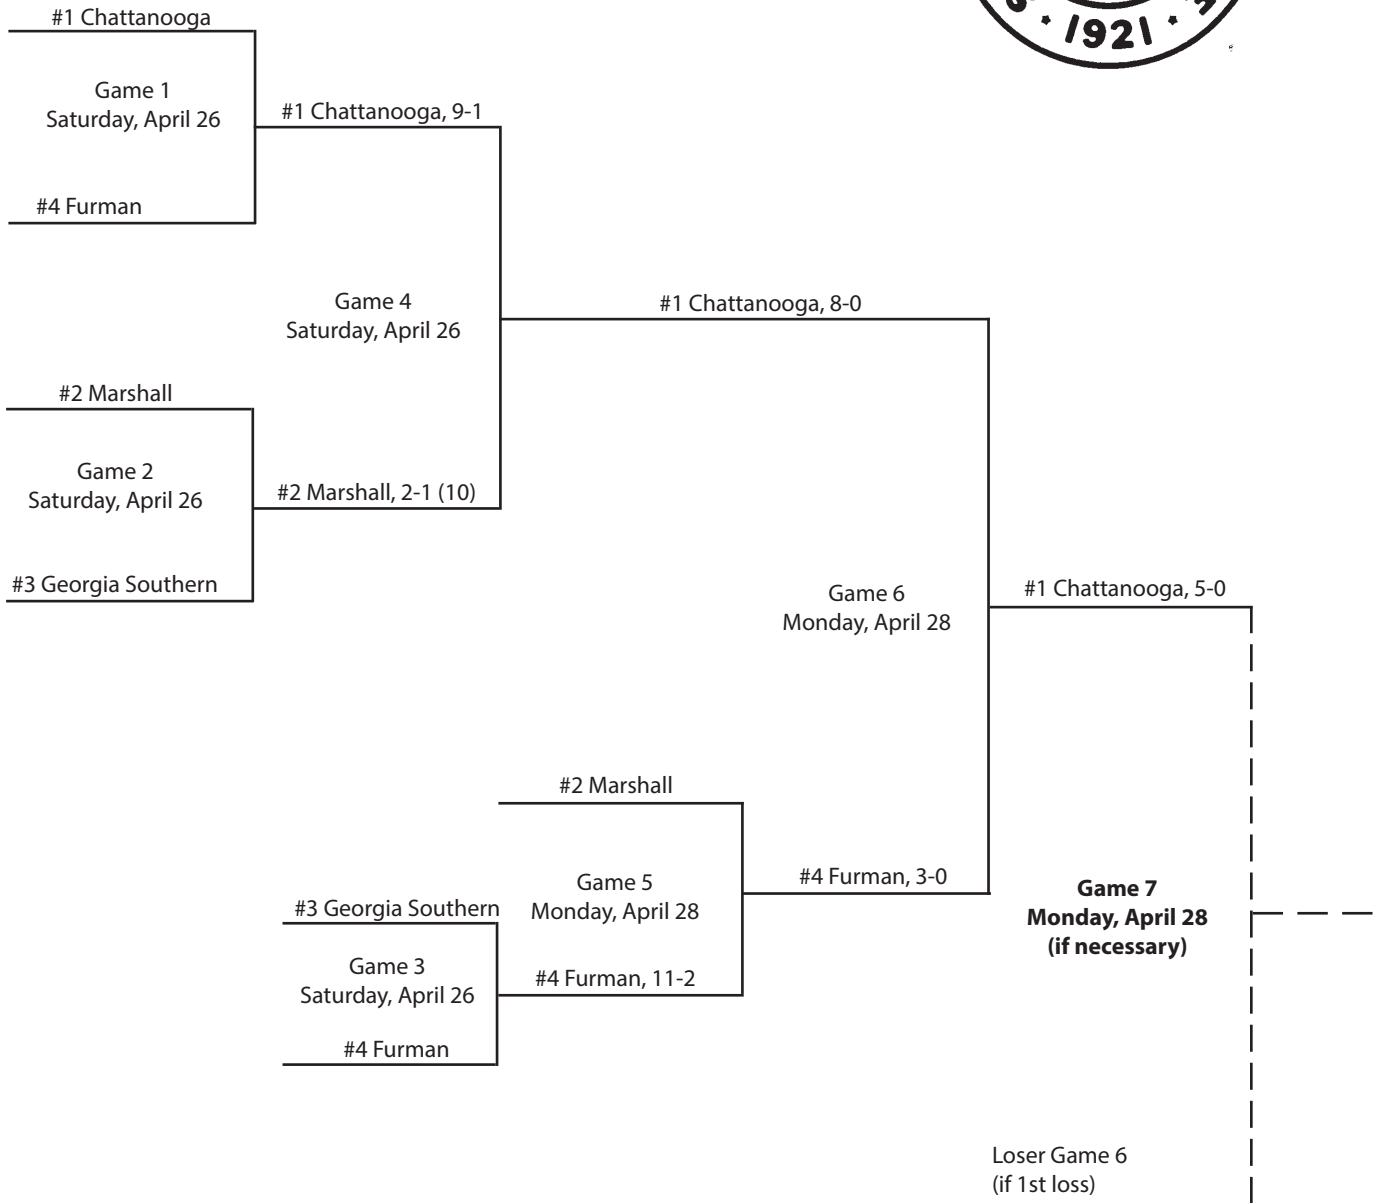 #1 Chattanooga
1921
Game 1
Saturday, April 26
#1 Chattanooga, 9-1
#4 Furman
Game 4
Saturday, April 26
#1 Chattanooga, 8-0
#2 Marshall
Game 2
Saturday, April 26
#2 Marshall, 2-1 (10)
#3 Georgia Southern
Game 6
Monday, April 28
#1 Chattanooga, 5-0
#2 Marshall
Game 5
Monday, April 28
#4 Furman, 3-0
Game 7
Monday, April 28
(if necessary)
#3 Georgia Southern
Game 3
Saturday, April 26
#4 Furman, 11-2
#4 Furman
Loser Game 6
(if 1st loss)